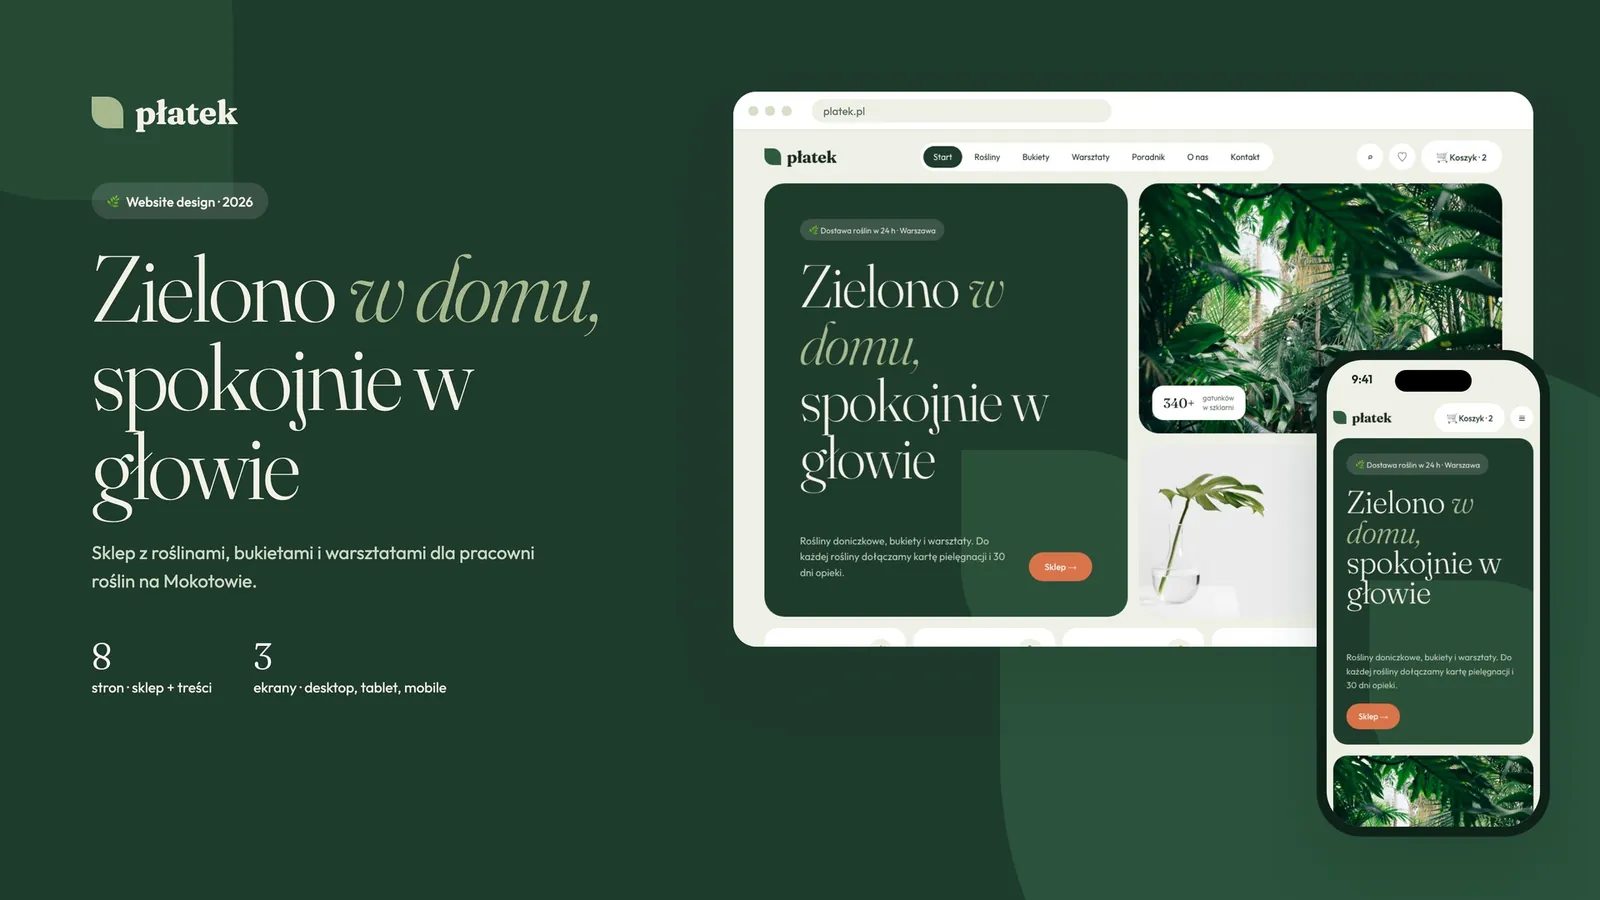 płatek
🌿 Website design · 2026
Zielono w domu,
spokojnie w
głowie
Sklep z roślinami, bukietami i warsztatami dla pracowni
roślin na Mokotowie.
8
stron · sklep + treści
3
ekrany · desktop, tablet, mobile
platek.pl
płatek
Start Rośliny Bukiety Warsztaty Poradnik O nas Kontakt
🛒 Koszyk · 2
🌿 Dostawa roślin w 24 h · Warszawa
Zielono w
domu,
spokojnie w
głowie
Rośliny doniczkowe, bukiety i warsztaty. Do
każdej rośliny dołączamy kartę pielęgnacji i 30
dni opieki.
Sklep →
340+
gatunków
w szklarni
9:41
płatek
🛒 Koszyk · 2
🌿 Dostawa roślin w 24 h · Warszawa
Zielono w
domu,
spokojnie w
głowie
Rośliny doniczkowe, bukiety i warsztaty. Do
każdej rośliny dołączamy kartę pielęgnacji i
30 dni opieki.
Sklep →